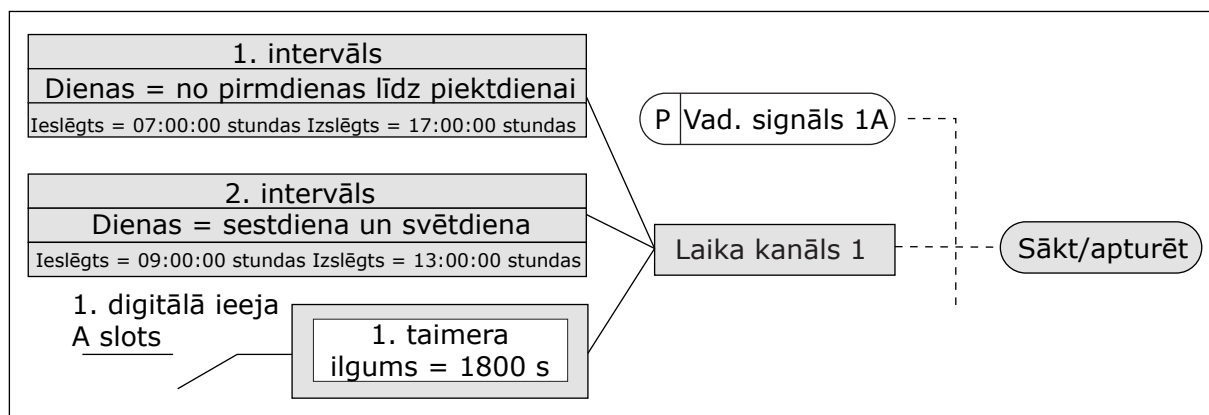 1. intervāls
Dienas = no pirmdienas līdz piektdienai
Ieslēgts = 07:00:00 stundas Izslēgts = 17:00:00 stundas
P Vad. signāls 1A
2. intervāls
Dienas = sestdiena un svētdiena
Ieslēgts = 09:00:00 stundas Izslēgts = 13:00:00 stundas
Laika kanāls 1
Sākt/apturēt
1. digitālā ieeja
A slots
1. taimera
ilgums = 1800 s